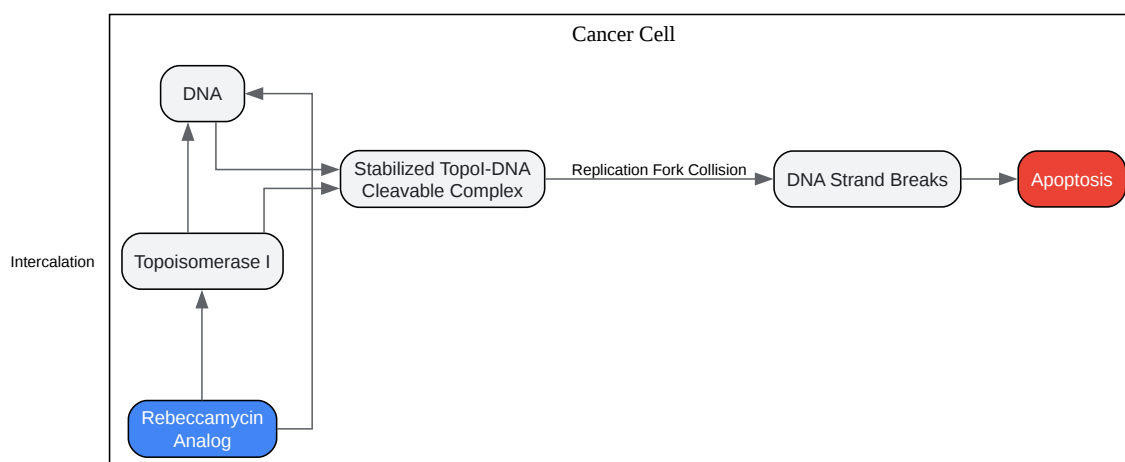 Cancer Cell
DNA
Stabilized TopoI-DNA
Cleavable Complex
Replication Fork Collision
DNA Strand Breaks
Apoptosis
Intercalation
Topoisomerase I
Rebeccamycin
Analog